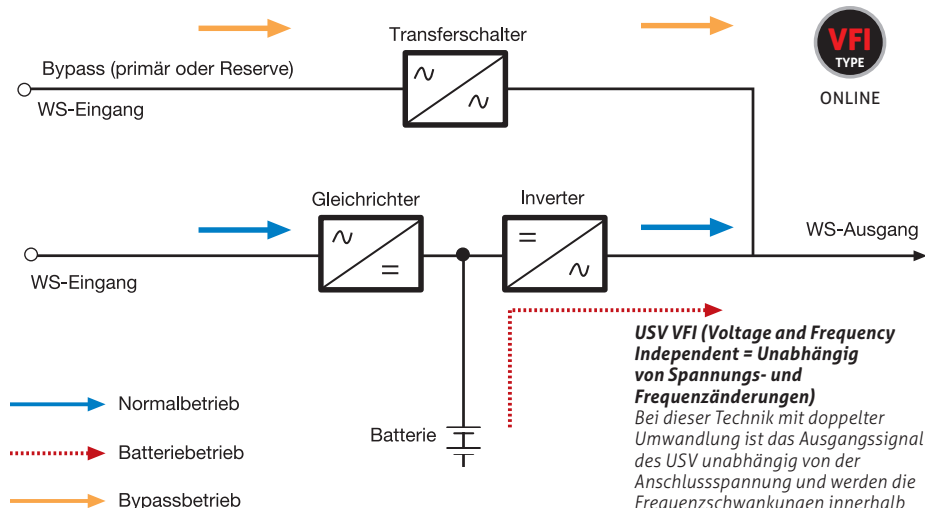 Transferschalter
VFI
TYPE
ONLINE
Bypass (primär oder Reserve)
WS-Eingang
Gleichrichter
Inverter
WS-Ausgang
WS-Eingang
USV VFI (Voltage and Frequency
Independent = Unabhängig
von Spannungs- und
Frequenzänderungen)
Bei dieser Technik mit doppelter
Umwandlung ist das Ausgangssignal
des USV unabhängig von der
Anschlussspannung und werden die
Frequenzschwankungen innerhalb
Normalbetrieb
Batterie
Batteriebetrieb
Bypassbetrieb